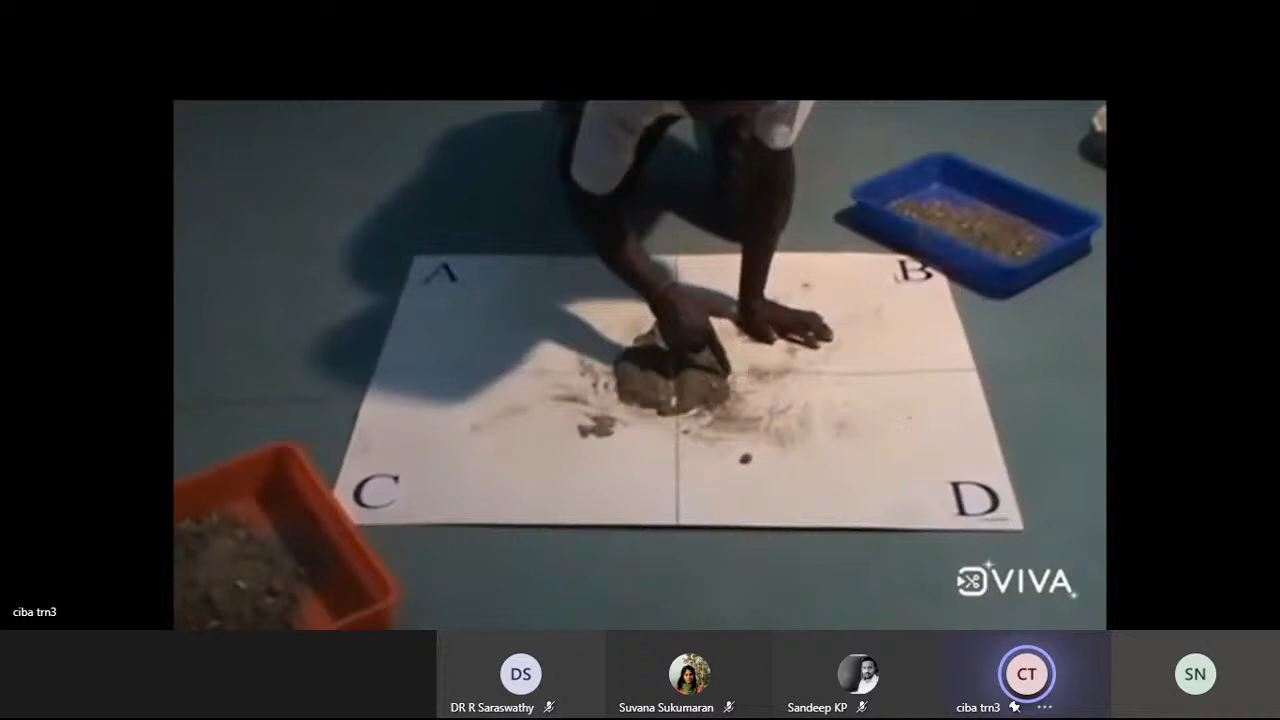 A
B
C
D
VIVA
ciba trn3
DS
CT
SN
DR R Saraswathy
Suvana Sukumaran
Sandeep KP
ciba trn3